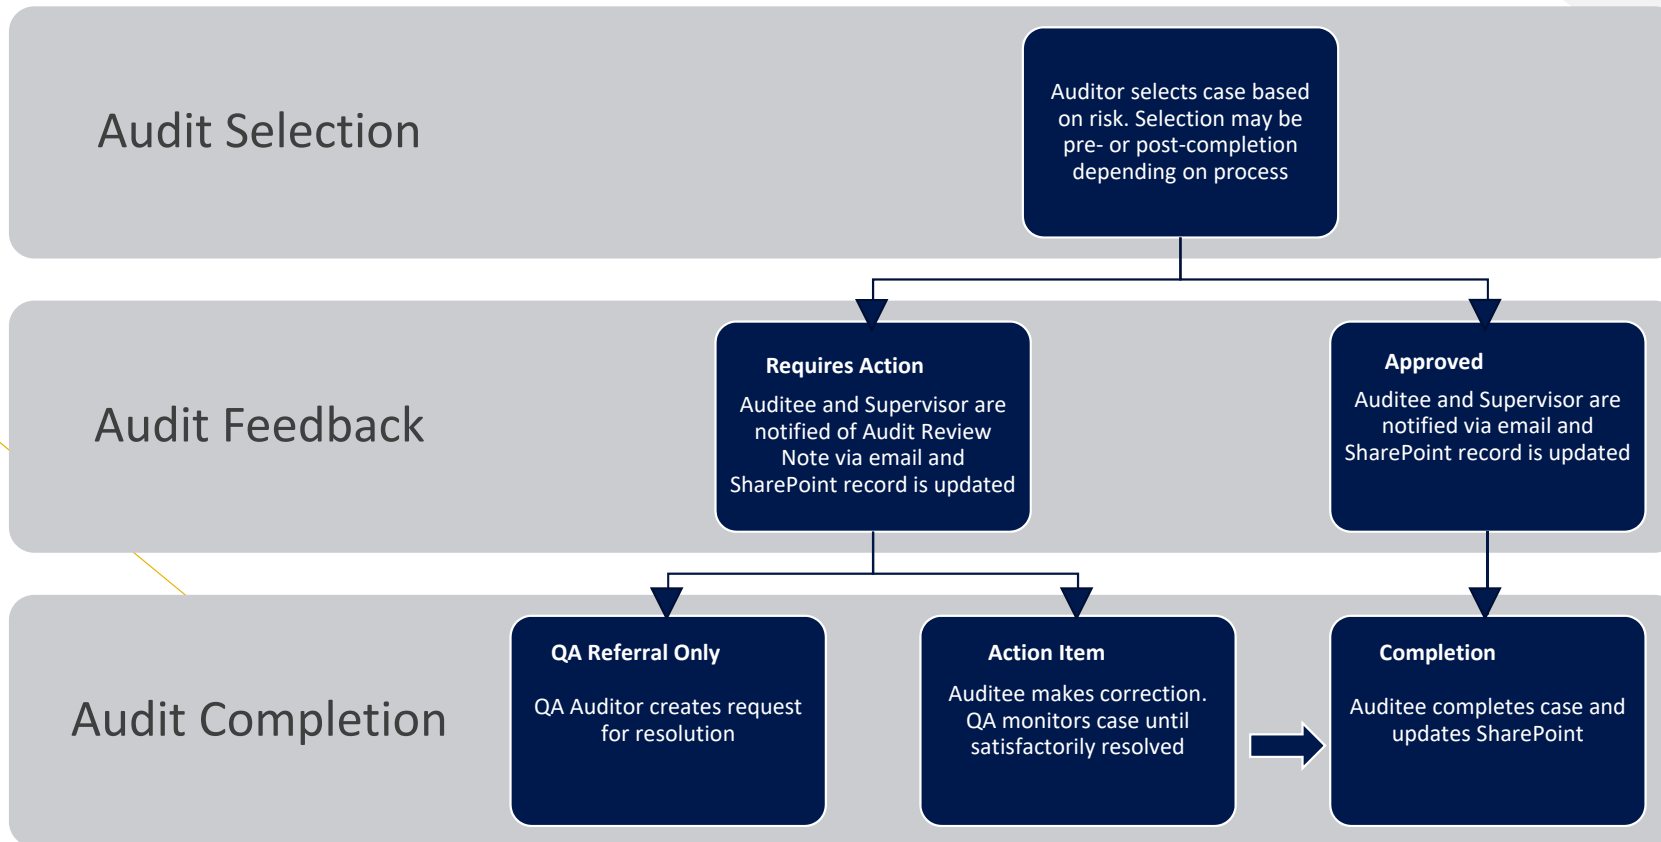 Audit Selection
Auditor selects case based
on risk. Selection may be
pre- or post-completion
depending on process
Audit Feedback
Requires Action
Auditee and Supervisor are
notified of Audit Review
Note via email and
SharePoint record is updated
Approved
Auditee and Supervisor are
notified via email and
SharePoint record is updated
Audit Completion
QA Referral Only
QA Auditor creates request
for resolution
Action Item
Auditee makes correction.
QA monitors case until
satisfactorily resolved
Completion
Auditee completes case and
updates SharePoint